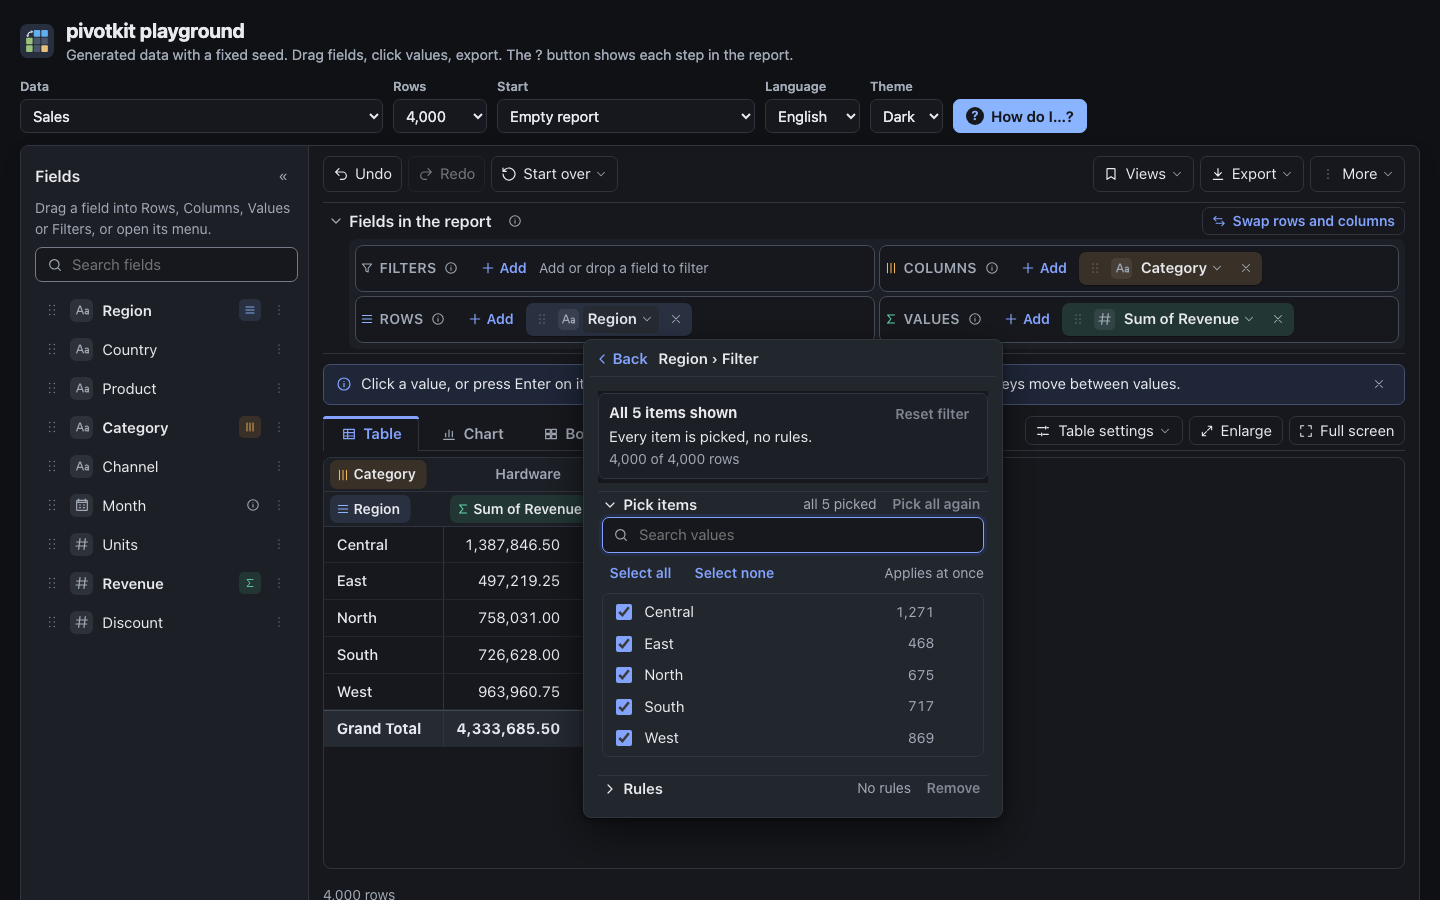 pivotkit playground
Generated data with a fixed seed. Drag fields, click values, export. The ? button shows each step in the report.
Data
Rows
Start
Language
Theme
Sales
4,000
Empty report
English
Dark
? How do I...?
Fields
«
Drag a field into Rows, Columns, Values
or Filters, or open its menu.
Search fields
Aa Region
Aa Country
Aa Product
Aa Category
Aa Channel
Month
# Units
# Revenue Σ
# Discount
Undo
Redo
Start over
Views
Export
More
Fields in the report
Swap rows and columns
FILTERS + Add Add or drop a field to filter
COLUMNS + Add Aa Category ×
ROWS + Add Aa Region ×
Σ VALUES + Add # Sum of Revenue ×
Click a value, or press Enter on it
eys move between values.
Table
Chart
Bo
Table settings
Enlarge
Full screen
Category
Hardware
Region
Σ Sum of Revenue
Central 1,387,846.50
East 497,219.25
North 758,031.00
South 726,628.00
West 963,960.75
Grand Total 4,333,685.50
Back Region › Filter
All 5 items shown
Reset filter
Every item is picked, no rules.
4,000 of 4,000 rows
Pick items
all 5 picked
Pick all again
Search values
Select all
Select none
Applies at once
Central 1,271
East 468
North 675
South 717
West 869
Rules
No rules
Remove
4,000 rows